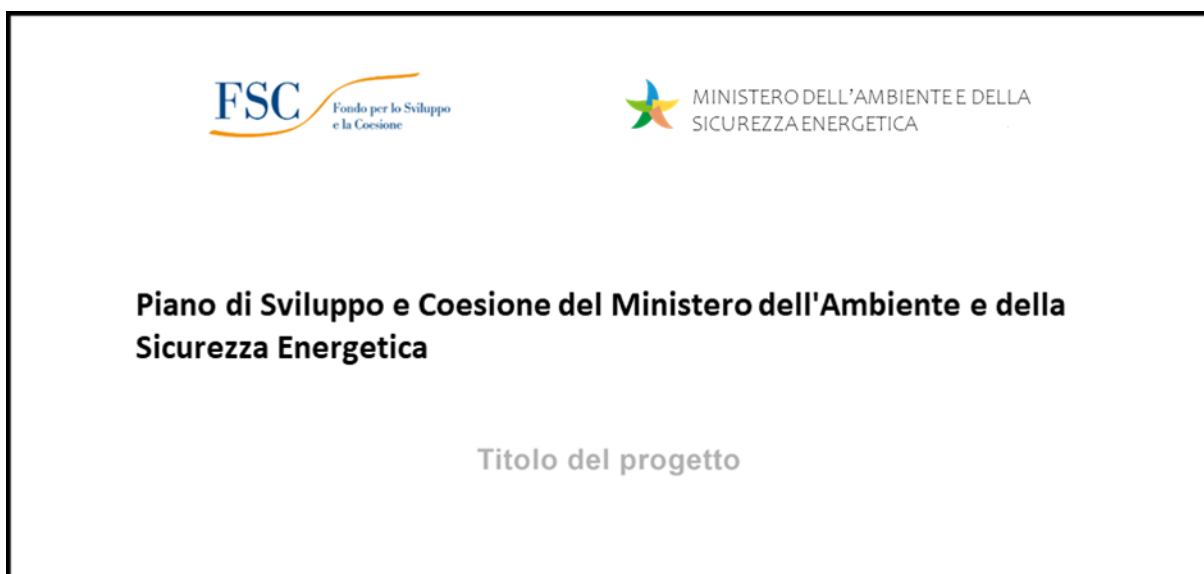 FSC
Fondo per lo Sviluppo
e la Coesione
MINISTERO DELL'AMBIENTE E DELLA
SICUREZZA ENERGETICA
Piano di Sviluppo e Coesione del Ministero dell'Ambiente e della
Sicurezza Energetica
Titolo del progetto